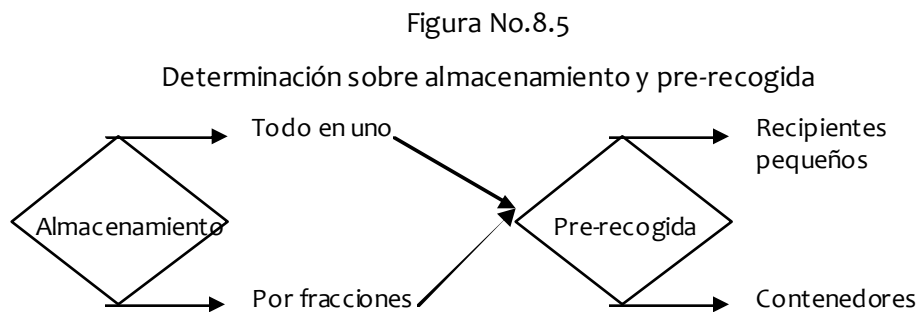 Figura No.8.5
Determinación sobre almacenamiento y pre-recogida
Todo en uno
Recipientes
pequeños
Almacenamiento
Pre-recogida
Por fracciones
Contenedores